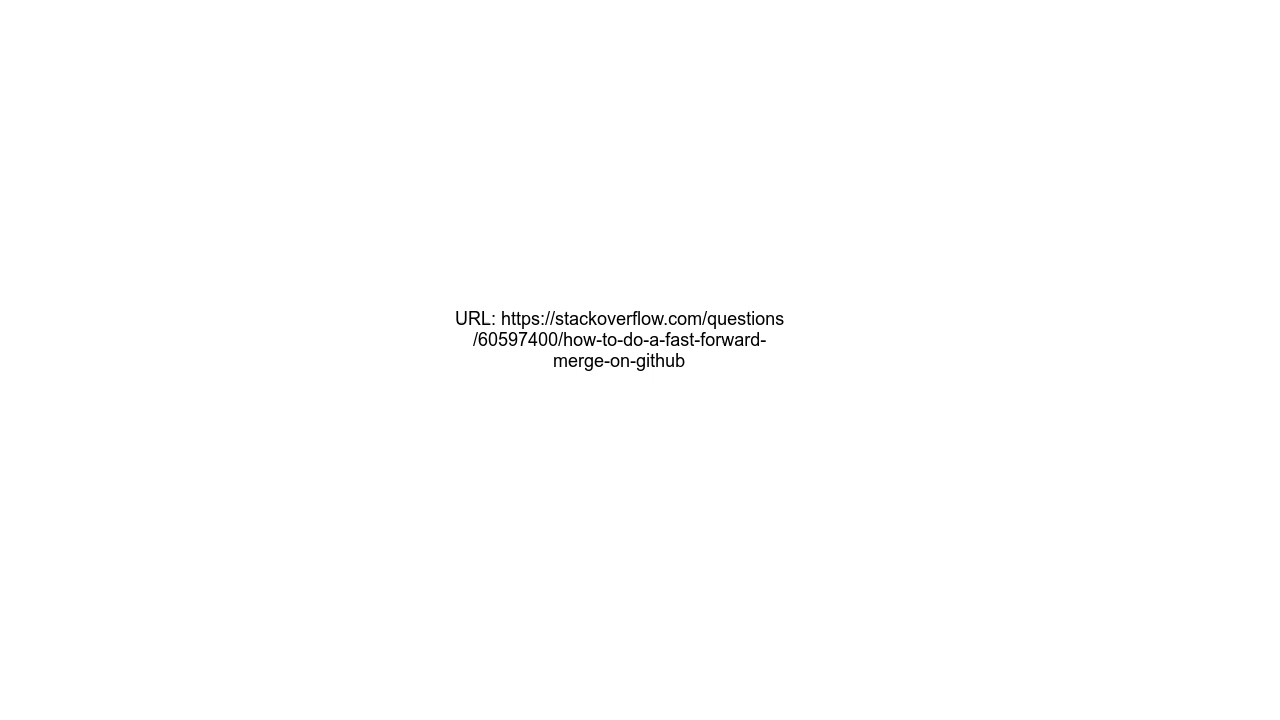 URL: https://stackoverflow.com/questions
/60597400/how-to-do-a-fast-forward-
merge-on-github